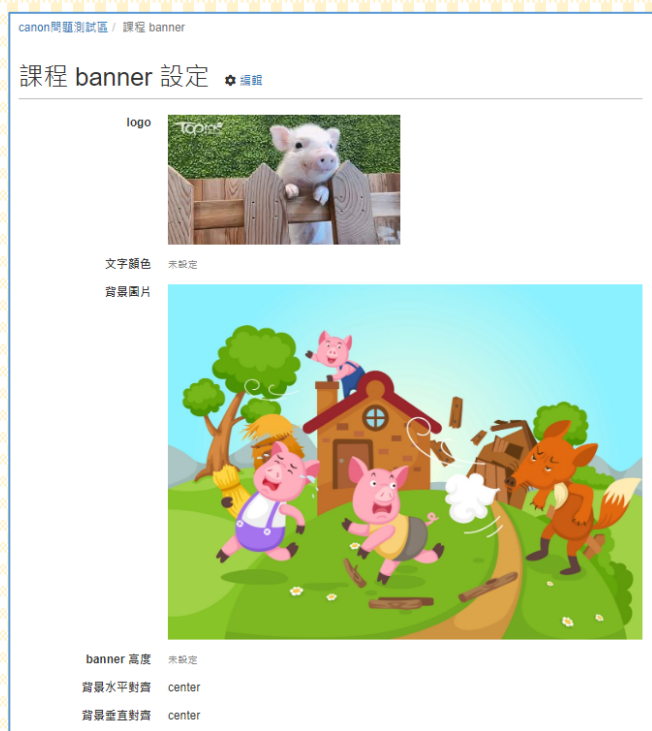 canon問題測試區 / 課程 banner
課程 banner 設定 編輯
logo
文字顏色 未設定
背景圖片
banner 高度 未設定
背景水平對齊 center
背景垂直對齊 center